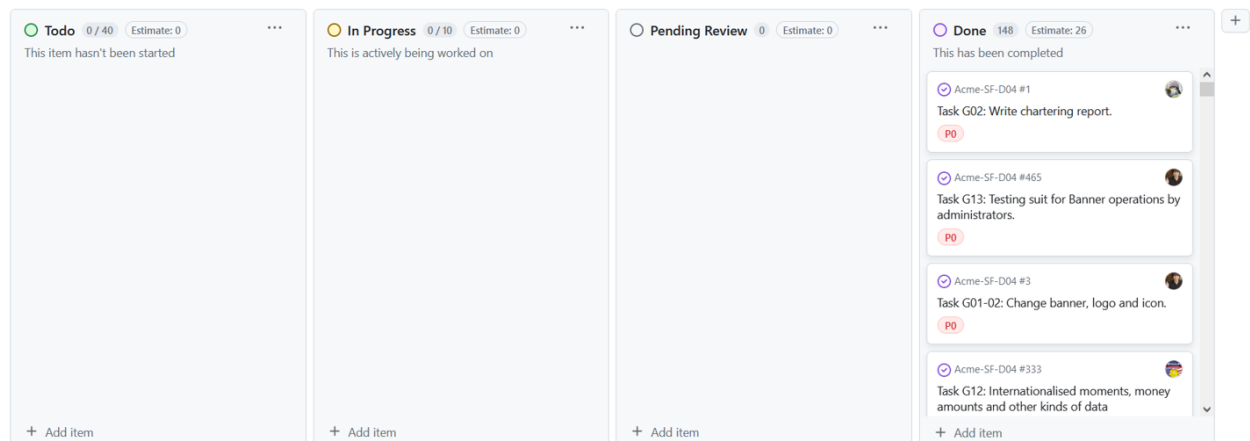 Todo 0 / 40 Estimate: 0
This item hasn't been started
+ Add item
In Progress 0 / 10 Estimate: 0
This is actively being worked on
+ Add item
Pending Review 0 Estimate: 0
+ Add item
Done 148 Estimate: 26
This has been completed
Acme-SF-D04 #1
Task G02: Write chartering report.
P0
Acme-SF-D04 #465
Task G13: Testing suit for Banner operations by
administrators.
P0
Acme-SF-D04 #3
Task G01-02: Change banner, logo and icon.
P0
Acme-SF-D04 #333
Task G12: Internationalised moments, money
amounts and other kinds of data
+ Add item
+